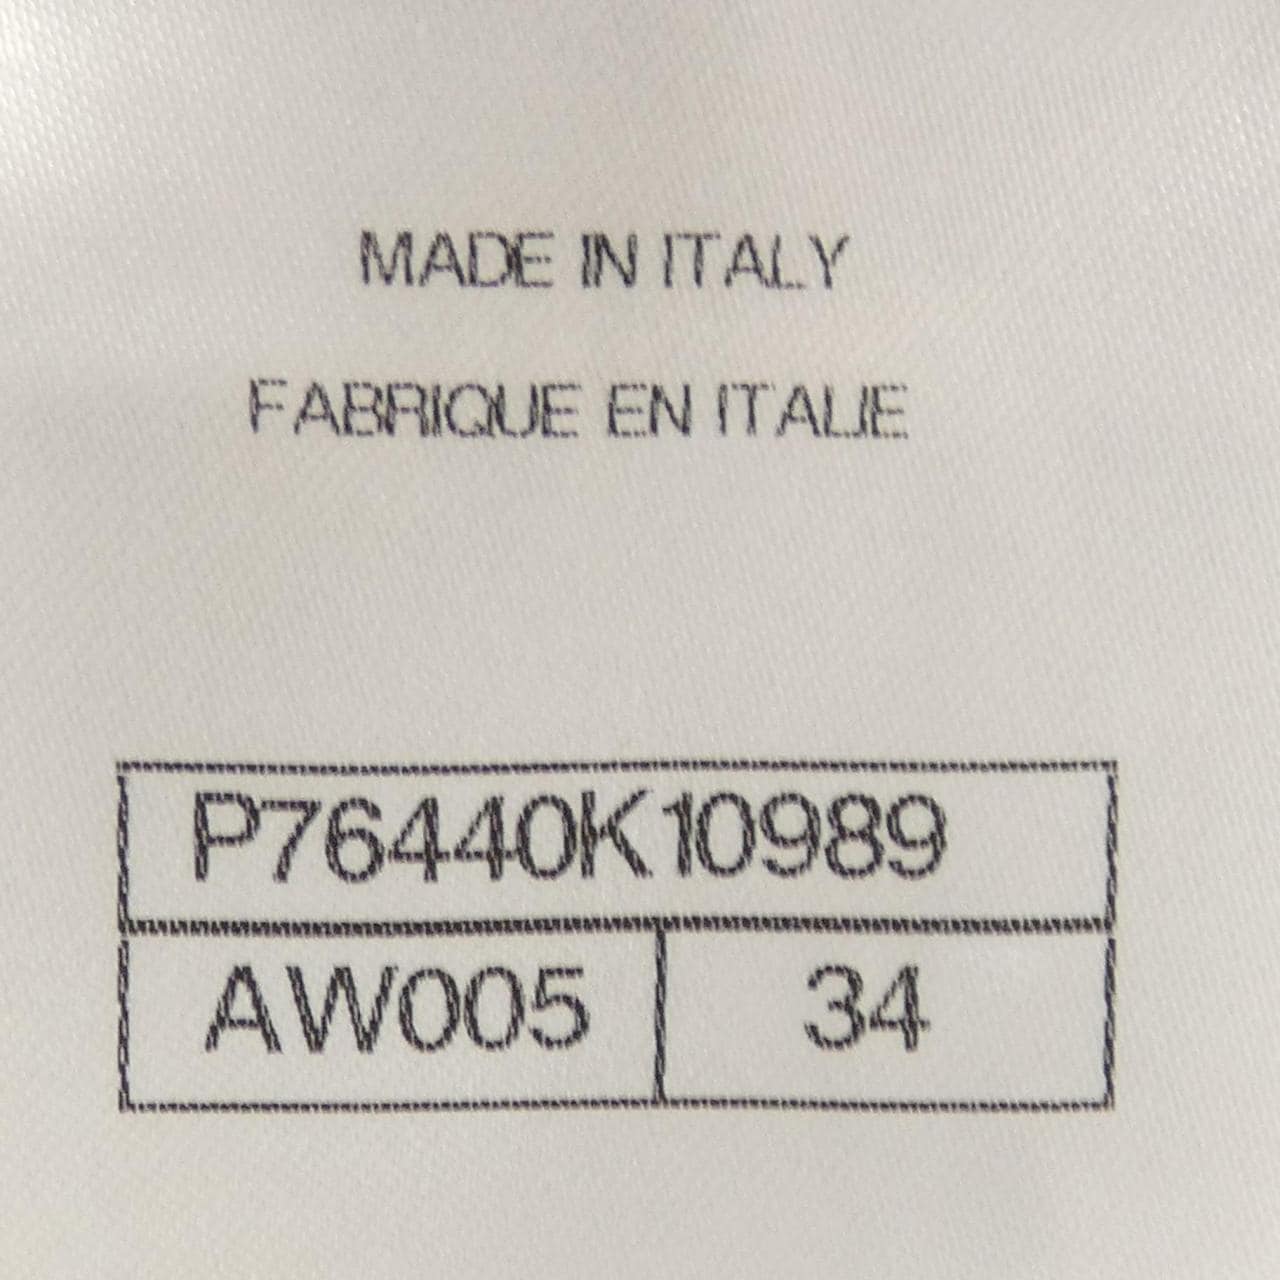 MADE IN ITALY
FABRIQUE EN ITALIE
P76440K10989
AW005 34